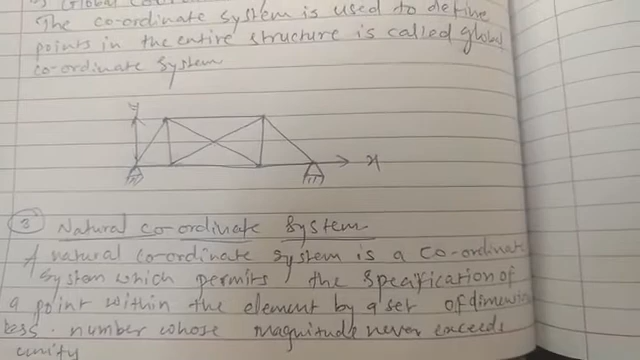 Global
The co-ordinate system is used to define
points in the entire structure is called global
co-ordinate system
y
x
3 Natural co-ordinate System
A natural co-ordinate system is a co-ordinate
system which permits the specification of
a point within the element by a set of dimension
less number whose magnitude never exceeds
unity